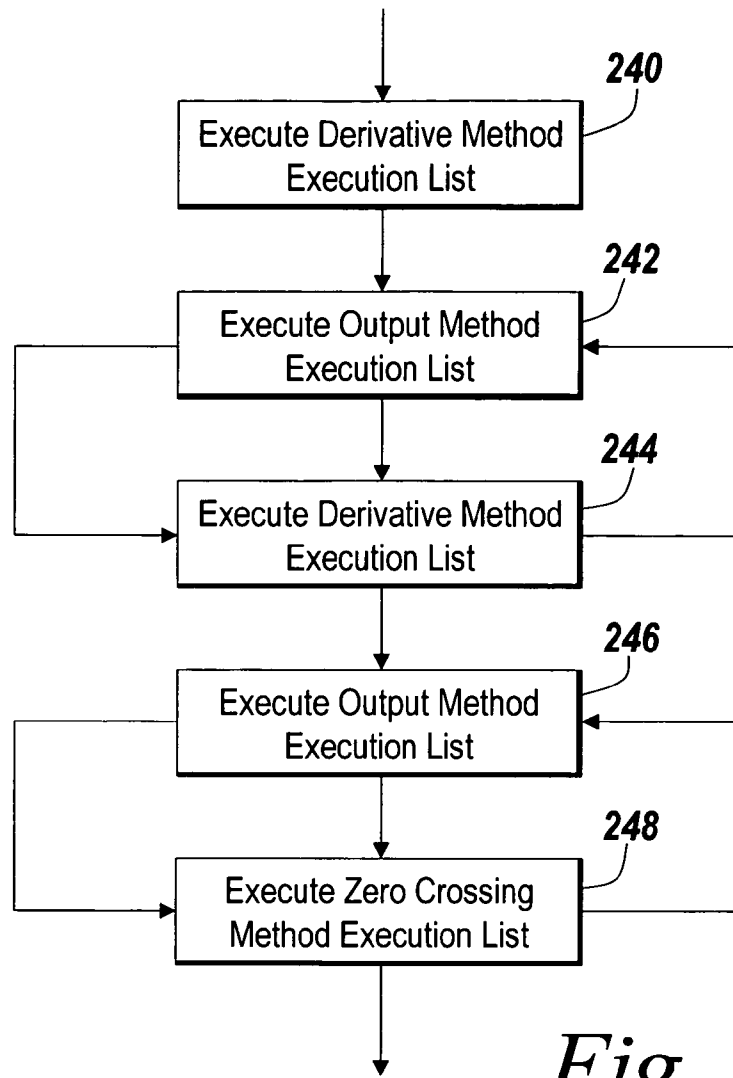 240
Execute Derivative Method
Execution List
242
Execute Output Method
Execution List
244
Execute Derivative Method
Execution List
246
Execute Output Method
Execution List
248
Execute Zero Crossing
Method Execution List
Fig